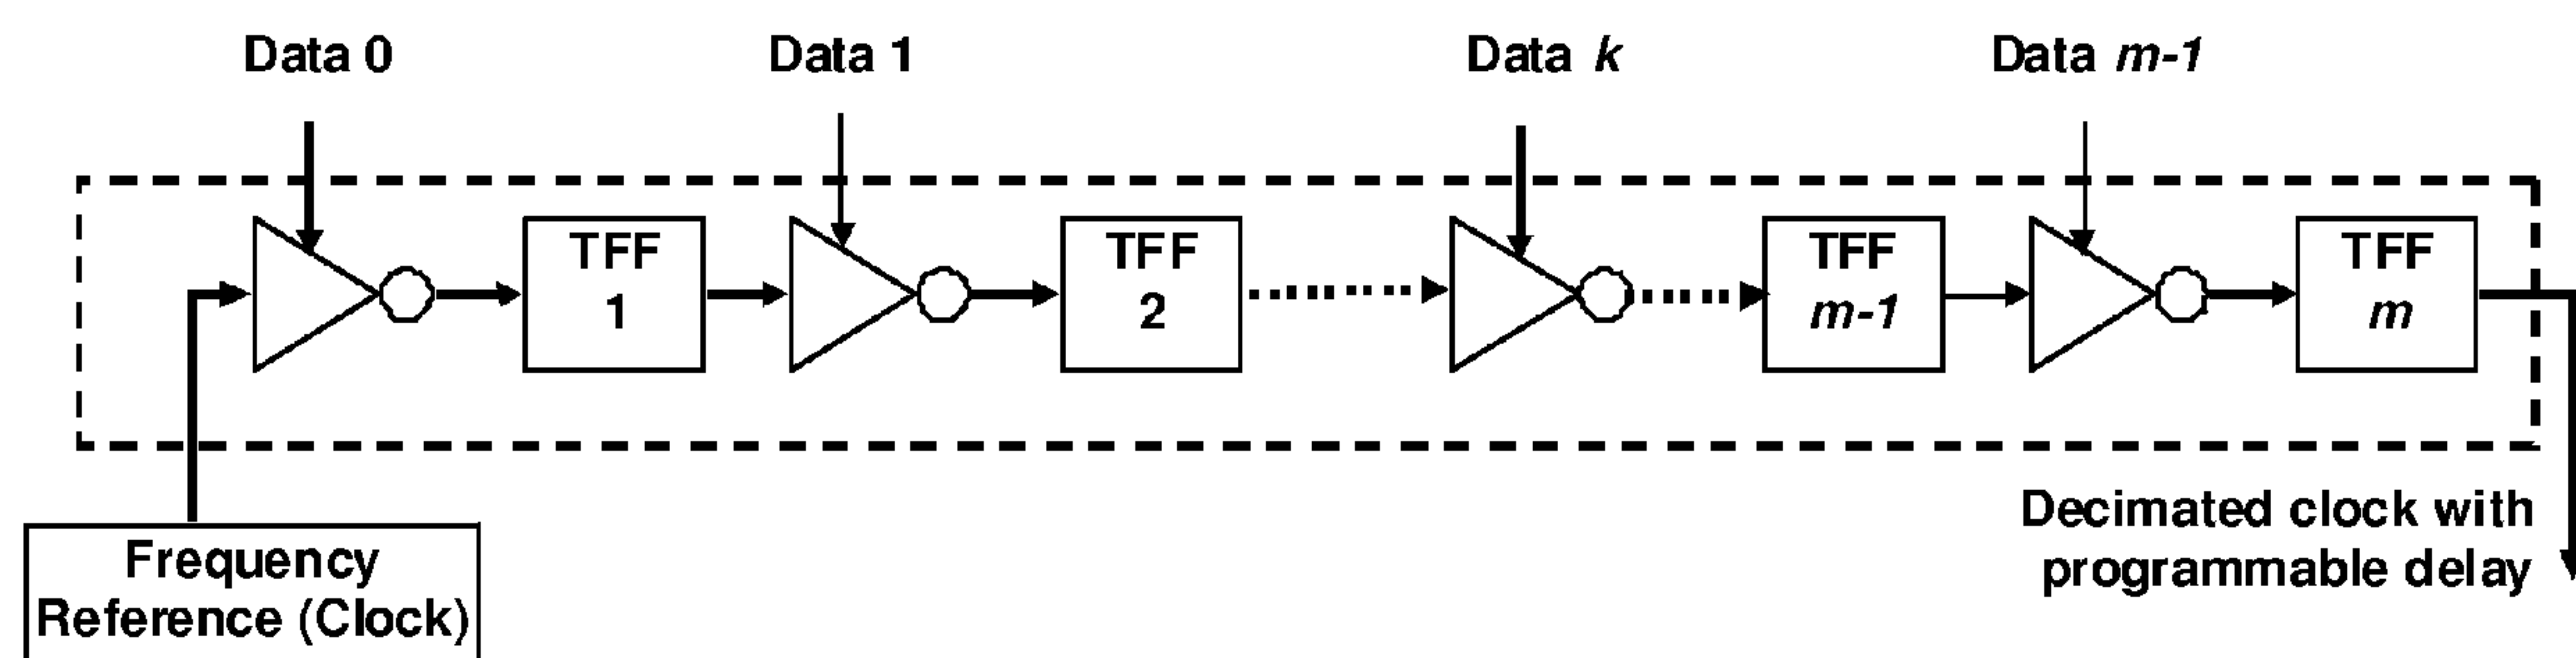 Data 0
Data 1
Data k
Data m-1
TFF
1
TFF
2
TFF
m-1
TFF
m
Frequency
Reference (Clock)
Decimated clock with
programmable delay